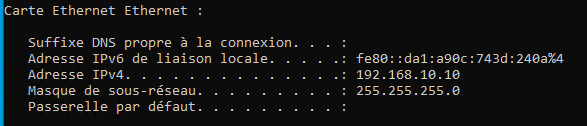 Carte Ethernet Ethernet :
Suffixe DNS propre à la connexion. . . :
Adresse IPv6 de liaison locale. . . . .: fe80::da1:a90c:743d:240a%4
Adresse IPv4. . . . . . . . . . . . . .: 192.168.10.10
Masque de sous-réseau. . . . . . . . . : 255.255.255.0
Passerelle par défaut. . . . . . . . . :